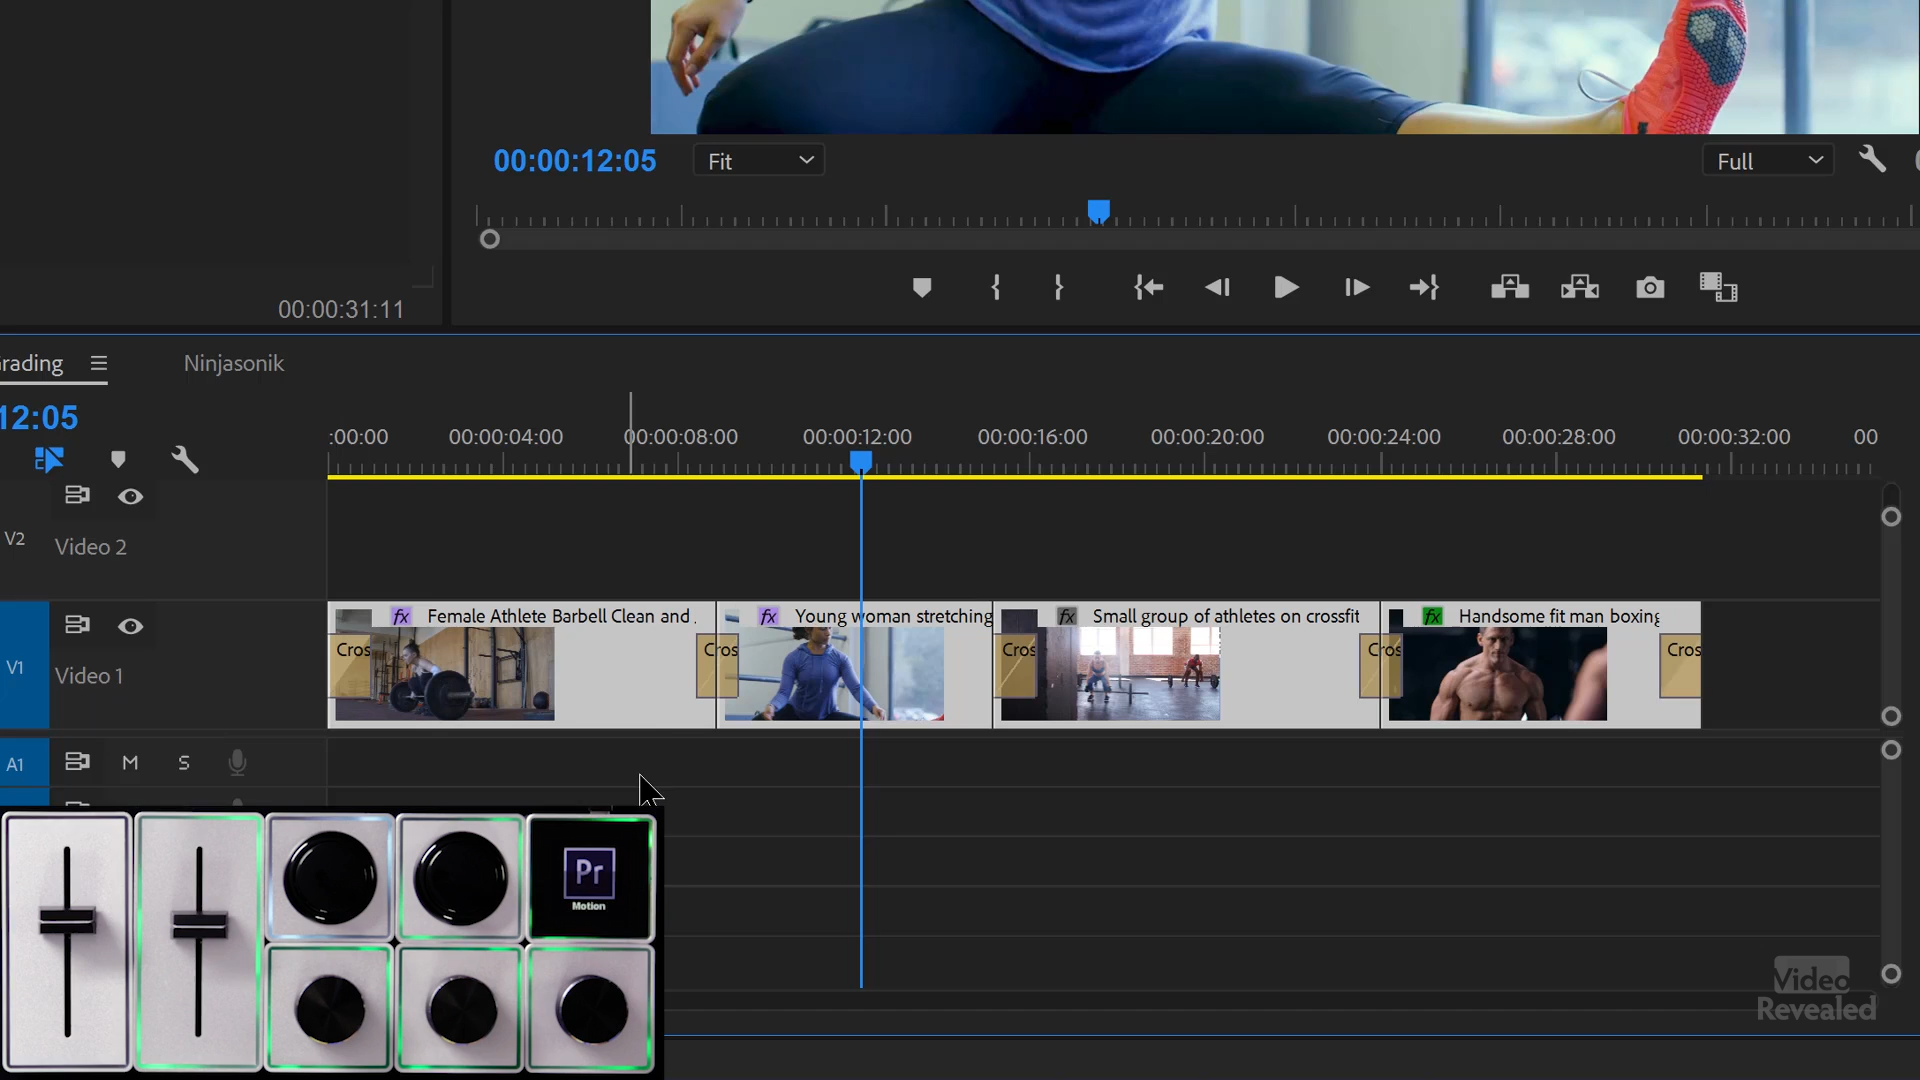 00:00:12:05
Fit
Full
00:00:31:11
rading
Ninjasonik
12:05
:00:00
00:00:04:00
00:00:08:00
00:00:12:00
00:00:16:00
00:00:20:00
00:00:24:00
00:00:28:00
00:00:32:00
00
V2
Video 2
fx
Female Athlete Barbell Clean and
fx
Young woman stretching
fx
Small group of athletes on crossfit
fx
Handsome fit man boxing
Cros
Cros
Cros
Cros
Cros
V1
Video 1
A1
M
S
Pr
Motion
Video
Revealed